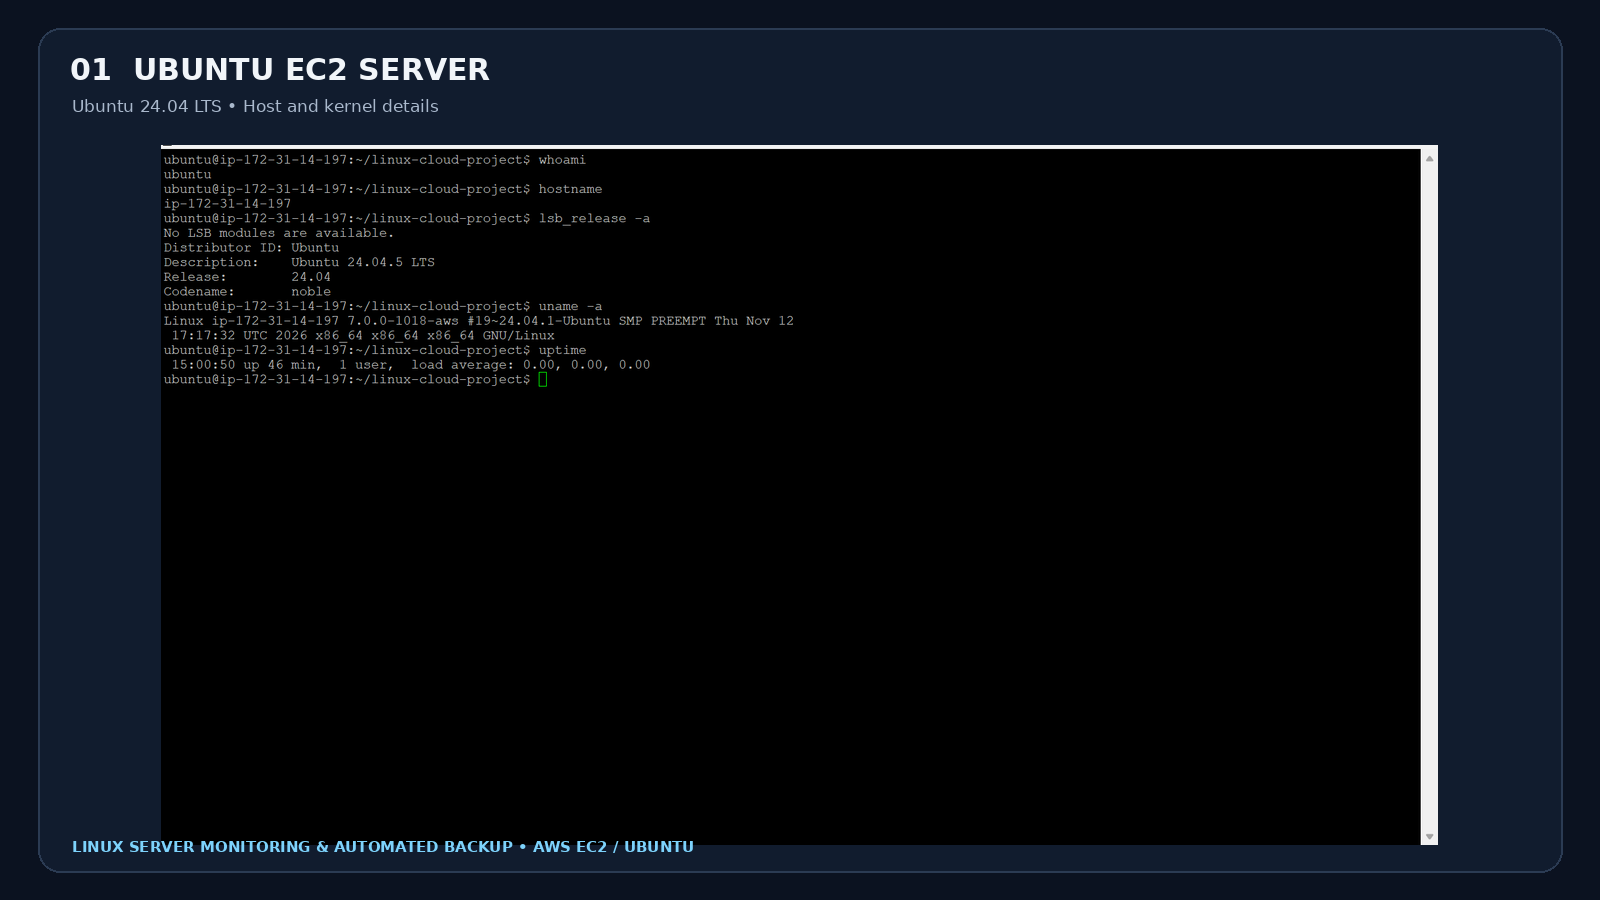 01 UBUNTU EC2 SERVER
Ubuntu 24.04 LTS • Host and kernel details
ubuntu@ip-172-31-14-197:~/linux-cloud-project$ whoami
ubuntu
ubuntu@ip-172-31-14-197:~/linux-cloud-project$ hostname
ip-172-31-14-197
ubuntu@ip-172-31-14-197:~/linux-cloud-project$ lsb_release -a
No LSB modules are available.
Distributor ID: Ubuntu
Description:    Ubuntu 24.04.5 LTS
Release:        24.04
Codename:       noble
ubuntu@ip-172-31-14-197:~/linux-cloud-project$ uname -a
Linux ip-172-31-14-197 7.0.0-1018-aws #19~24.04.1-Ubuntu SMP PREEMPT Thu Nov 12
 17:17:32 UTC 2026 x86_64 x86_64 x86_64 GNU/Linux
ubuntu@ip-172-31-14-197:~/linux-cloud-project$ uptime
 15:00:50 up 46 min,  1 user,  load average: 0.00, 0.00, 0.00
ubuntu@ip-172-31-14-197:~/linux-cloud-project$
LINUX SERVER MONITORING & AUTOMATED BACKUP • AWS EC2 / UBUNTU